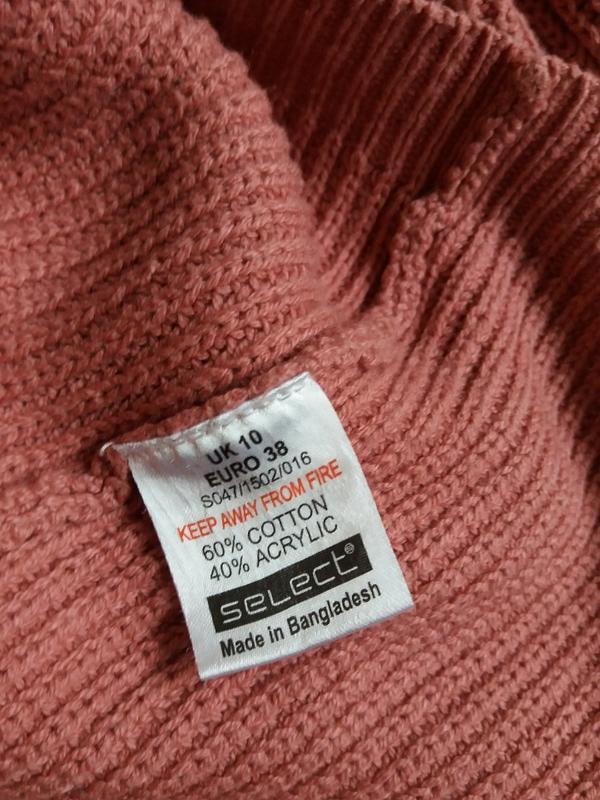 UK 10
EURO 38
S047/1502/016
KEEP AWAY FROM FIRE
60% COTTON
40% ACRYLIC
select®
Made in Bangladesh